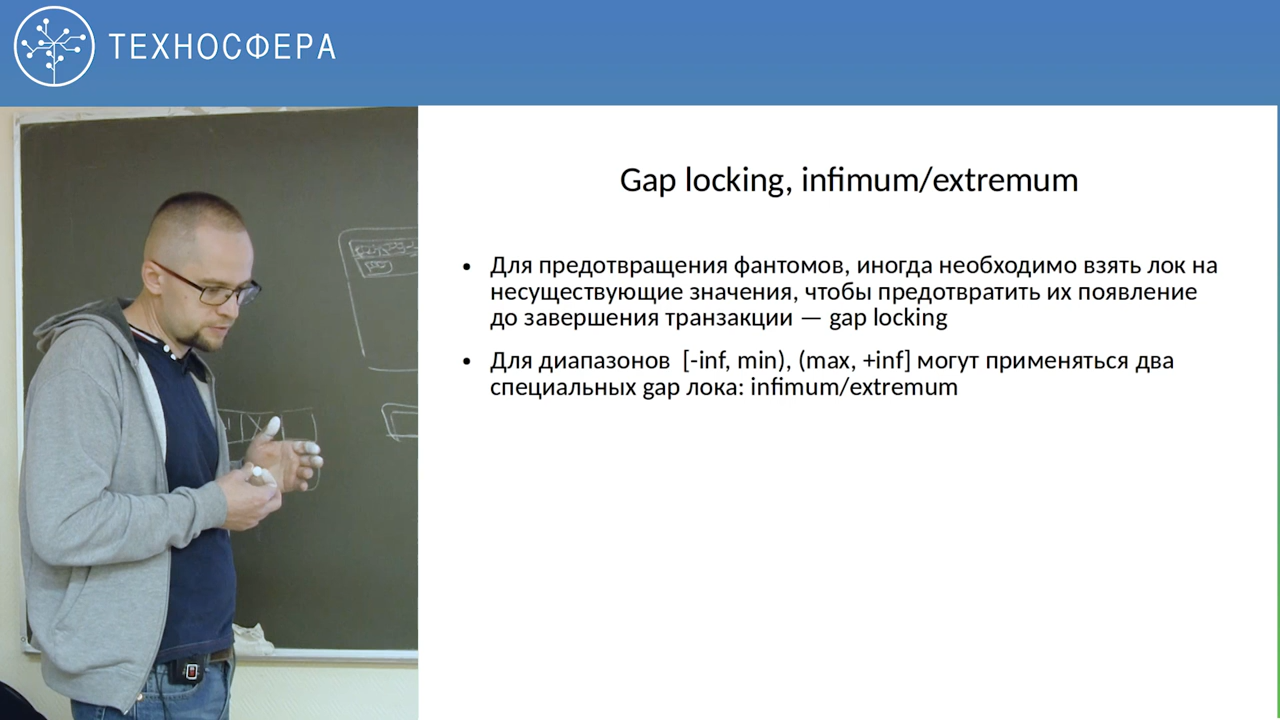 ТЕХНОСФЕРА
Gap locking, infimum/extremum
• Для предотвращения фантомов, иногда необходимо взять лок на
несуществующие значения, чтобы предотвратить их появление
до завершения транзакции — gap locking
• Для диапазонов [-inf, min), (max, +inf] могут применяться два
специальных gap лока: infimum/extremum